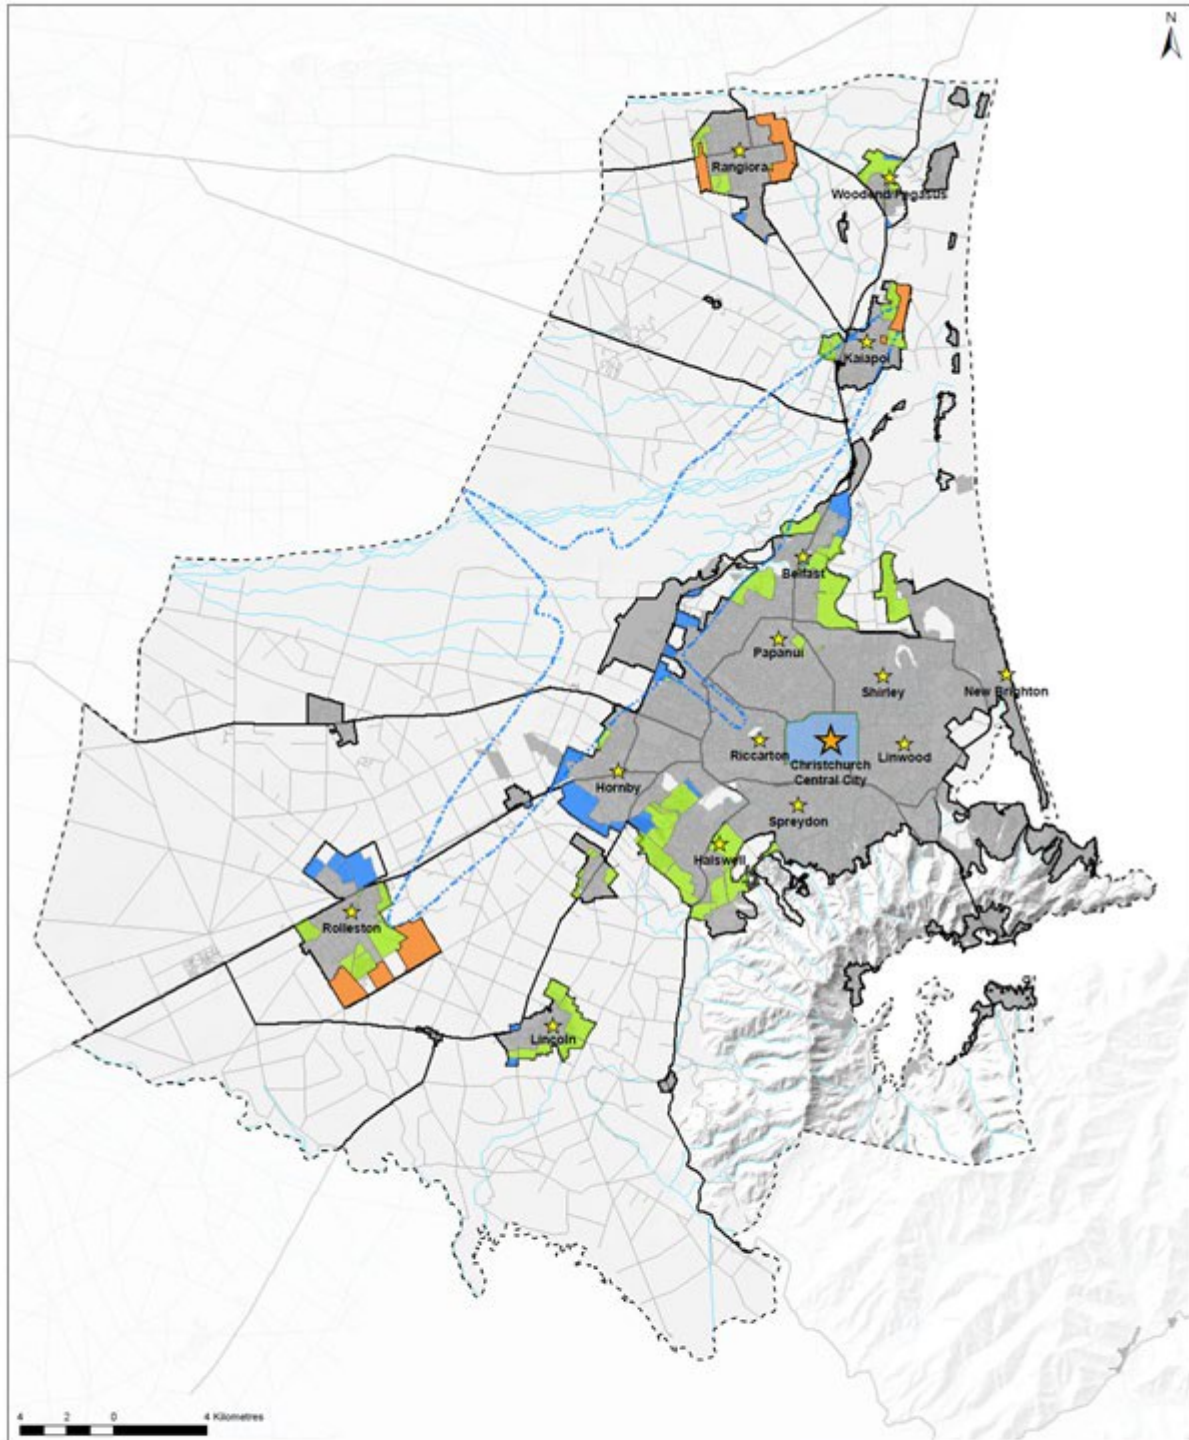 N
Rangiora
Woodend/Pegasus
Kaiapoi
Belfast
Papanui
Shirley
New Brighton
Riccarton
Christchurch
Central City
Linwood
Hornby
Spreydon
Halswell
Rolleston
Lincoln
4 2 0 4 Kilometres